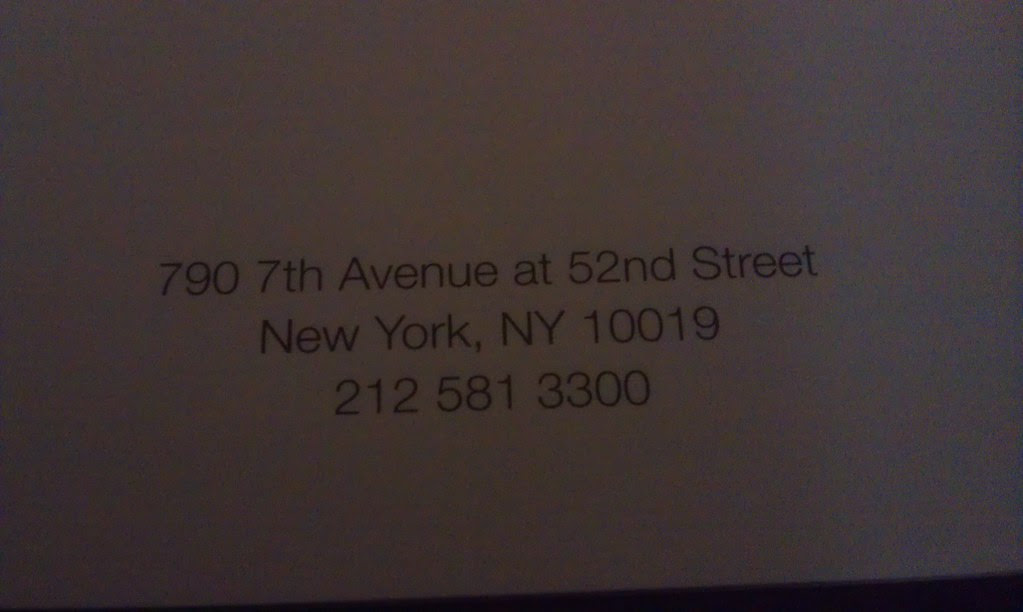 790 7th Avenue at 52nd Street
New York, NY 10019
212 581 3300